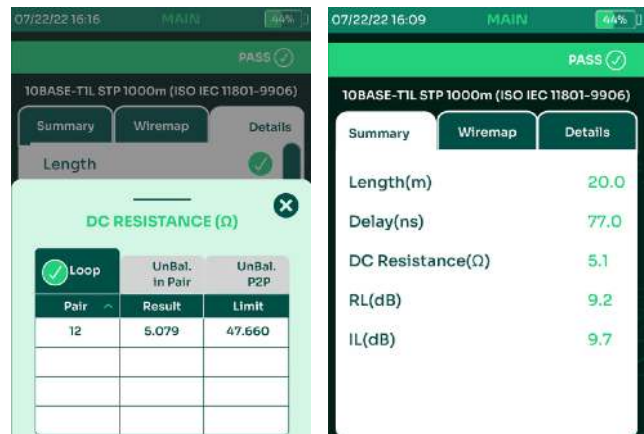 07/22/22 16:16 MAIN 44%
PASS
10BASE-T1L STP 1000m (ISO IEC 11801-9906)
Summary Wiremap Details
Length
DC RESISTANCE (Ω)
Loop UnBal. in Pair UnBal. P2P
Pair Result Limit
12 5.079 47.660
07/22/22 16:09 MAIN 44%
PASS
10BASE-T1L STP 1000m (ISO IEC 11801-9906)
Summary Wiremap Details
Length(m) 20.0
Delay(ns) 77.0
DC Resistance(Ω) 5.1
RL(dB) 9.2
IL(dB) 9.7